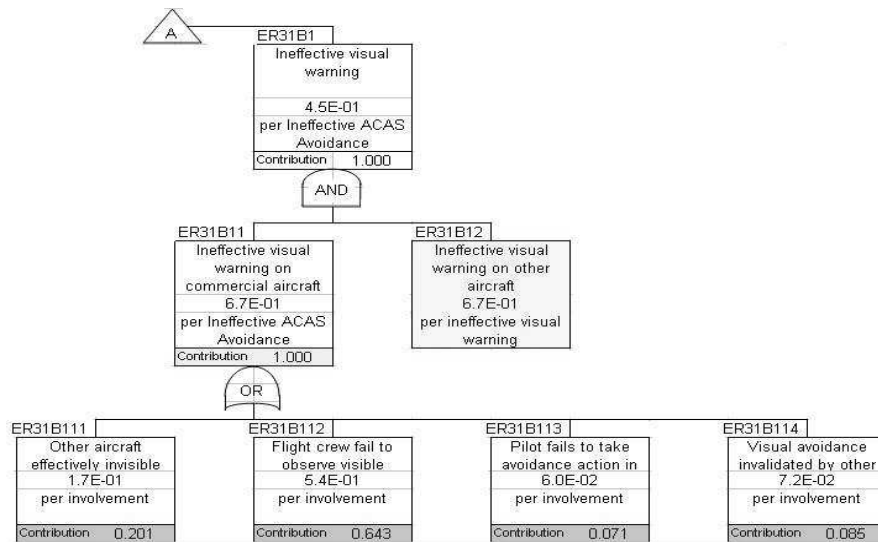 A
ER31B1
Ineffective visual
warning
4.5E-01
per Ineffective ACAS
Avoidance
Contribution 1.000
AND
ER31B11
Ineffective visual
warning on
commercial aircraft
6.7E-01
per Ineffective ACAS
Avoidance
Contribution 1.000
ER31B12
Ineffective visual
warning on other
aircraft
6.7E-01
per ineffective visual
warning
OR
ER31B111
Other aircraft
effectively invisible
1.7E-01
per involvement
Contribution 0.201
ER31B112
Flight crew fail to
observe visible
5.4E-01
per involvement
Contribution 0.643
ER31B113
Pilot fails to take
avoidance action in
6.0E-02
per involvement
Contribution 0.071
ER31B114
Visual avoidance
invalidated by other
7.2E-02
per involvement
Contribution 0.085